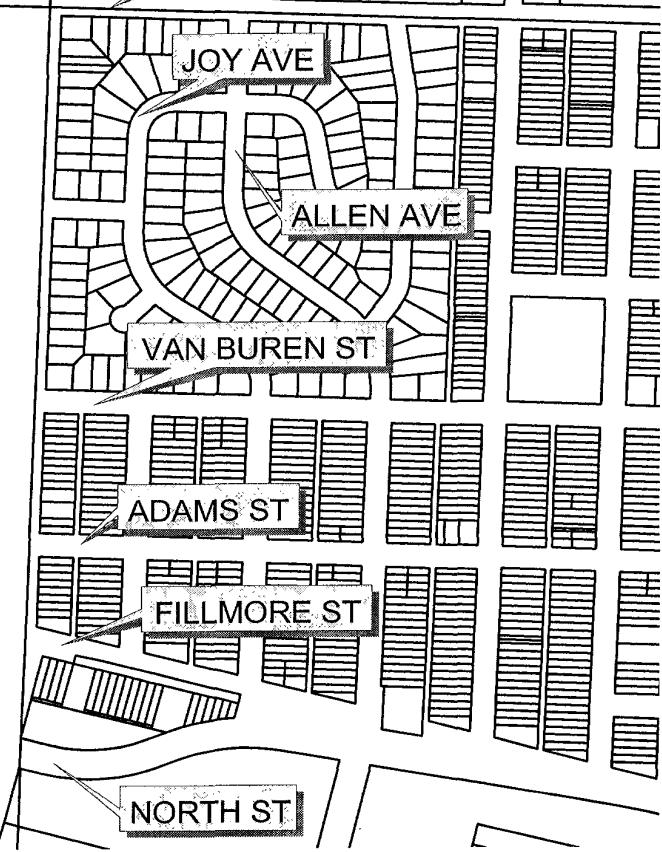 JOY AVE
ALLEN AVE
VAN BUREN ST
ADAMS ST
FILLMORE ST
NORTH ST